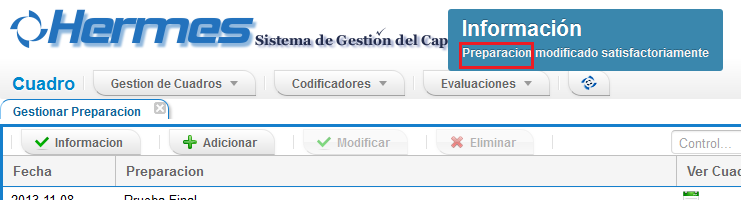 Hermes Sistema de Gestión del Cap
Información
Preparacion modificado satisfactoriamente
Cuadro Gestion de Cuadros Codificadores Evaluaciones
Gestionar Preparacion
Informacion Adicionar Modificar Eliminar Control...
Fecha Preparacion Ver Cuad
2013-11-08 Prueba Final